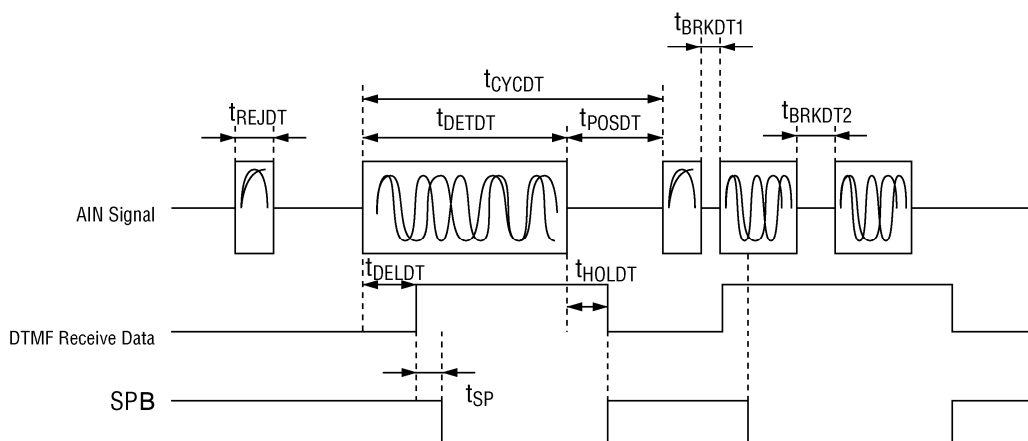 tBRKDT1
tCYCDT
tREJDT
tDETDT
tPOSDT
tBRKDT2
AIN Signal
tDELDT
tHOLDT
DTMF Receive Data
tSP
SPB